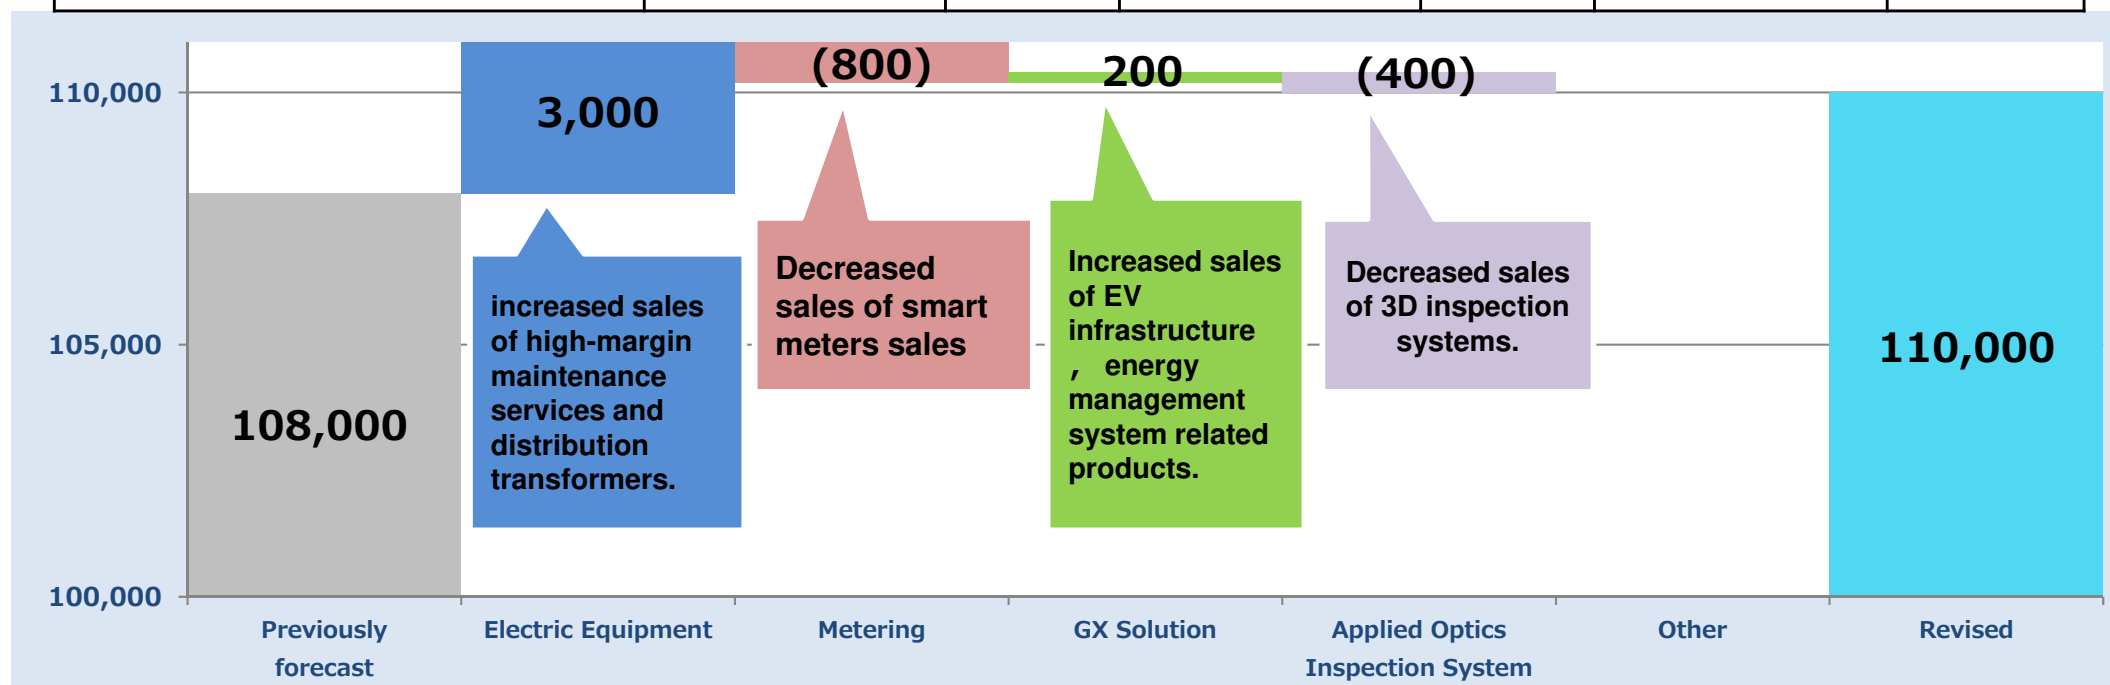 110,000
105,000
100,000
108,000
3,000
(800)
200
(400)
110,000
increased sales
of high-margin
maintenance
services and
distribution
transformers.
Decreased
sales of smart
meters sales
Increased sales
of EV
infrastructure
, energy
management
system related
products.
Decreased sales
of 3D inspection
systems.
Previously
forecast
Electric Equipment
Metering
GX Solution
Applied Optics
Inspection System
Other
Revised